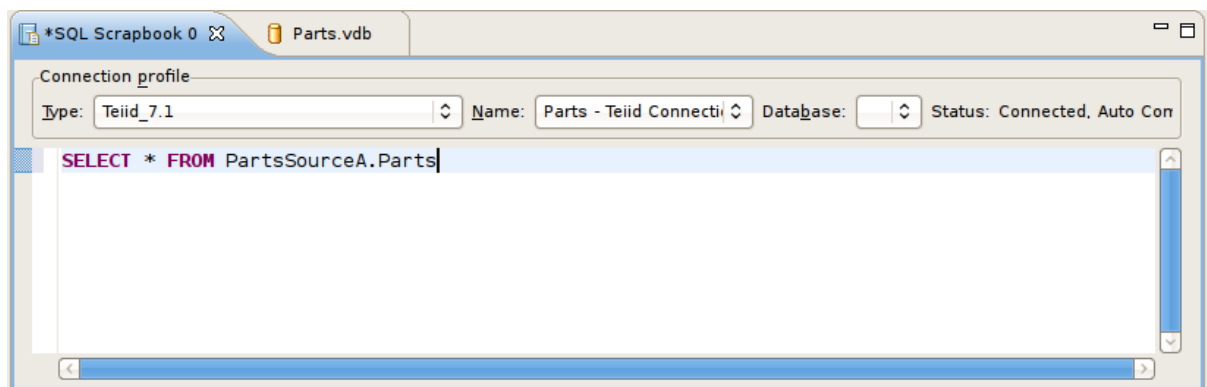 *SQL Scrapbook 0 Parts.vdb
Connection profile
Type: Teiid_7.1 Name: Parts - Teiid Connecti Database: Status: Connected, Auto Com
SELECT * FROM PartsSourceA.Parts